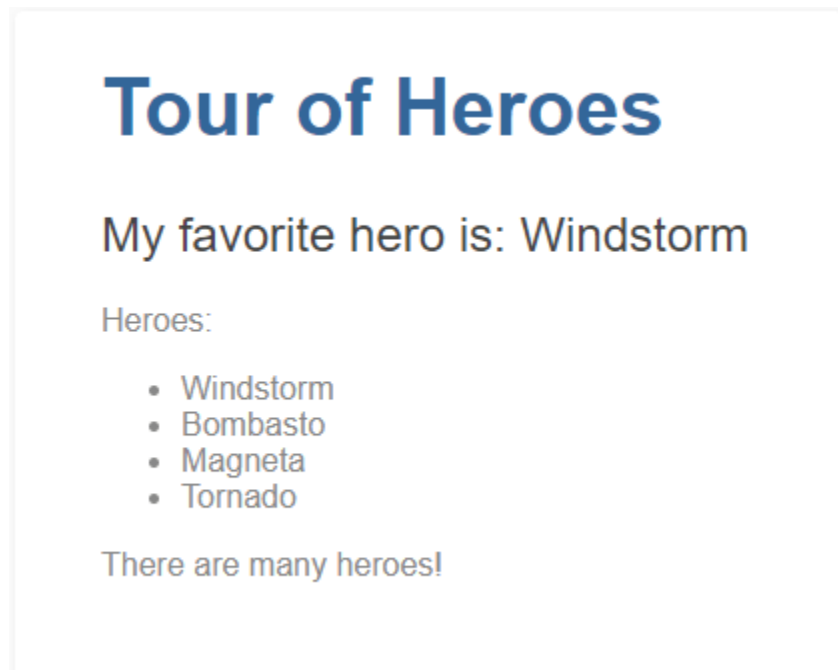 Tour of Heroes
My favorite hero is: Windstorm
Heroes:
• Windstorm
• Bombasto
• Magneta
• Tornado
There are many heroes!